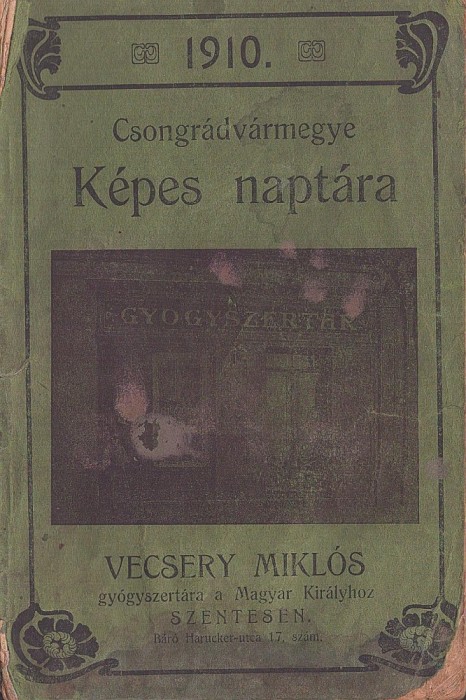 1910.
Csongrádvármegye
Képes naptára
GYÓGYSZERTÁR
VECSERY MIKLÓS
gyógyszertára a Magyar Királyhoz
SZENTESEN.
Báró Harucker-utca 17. szám.